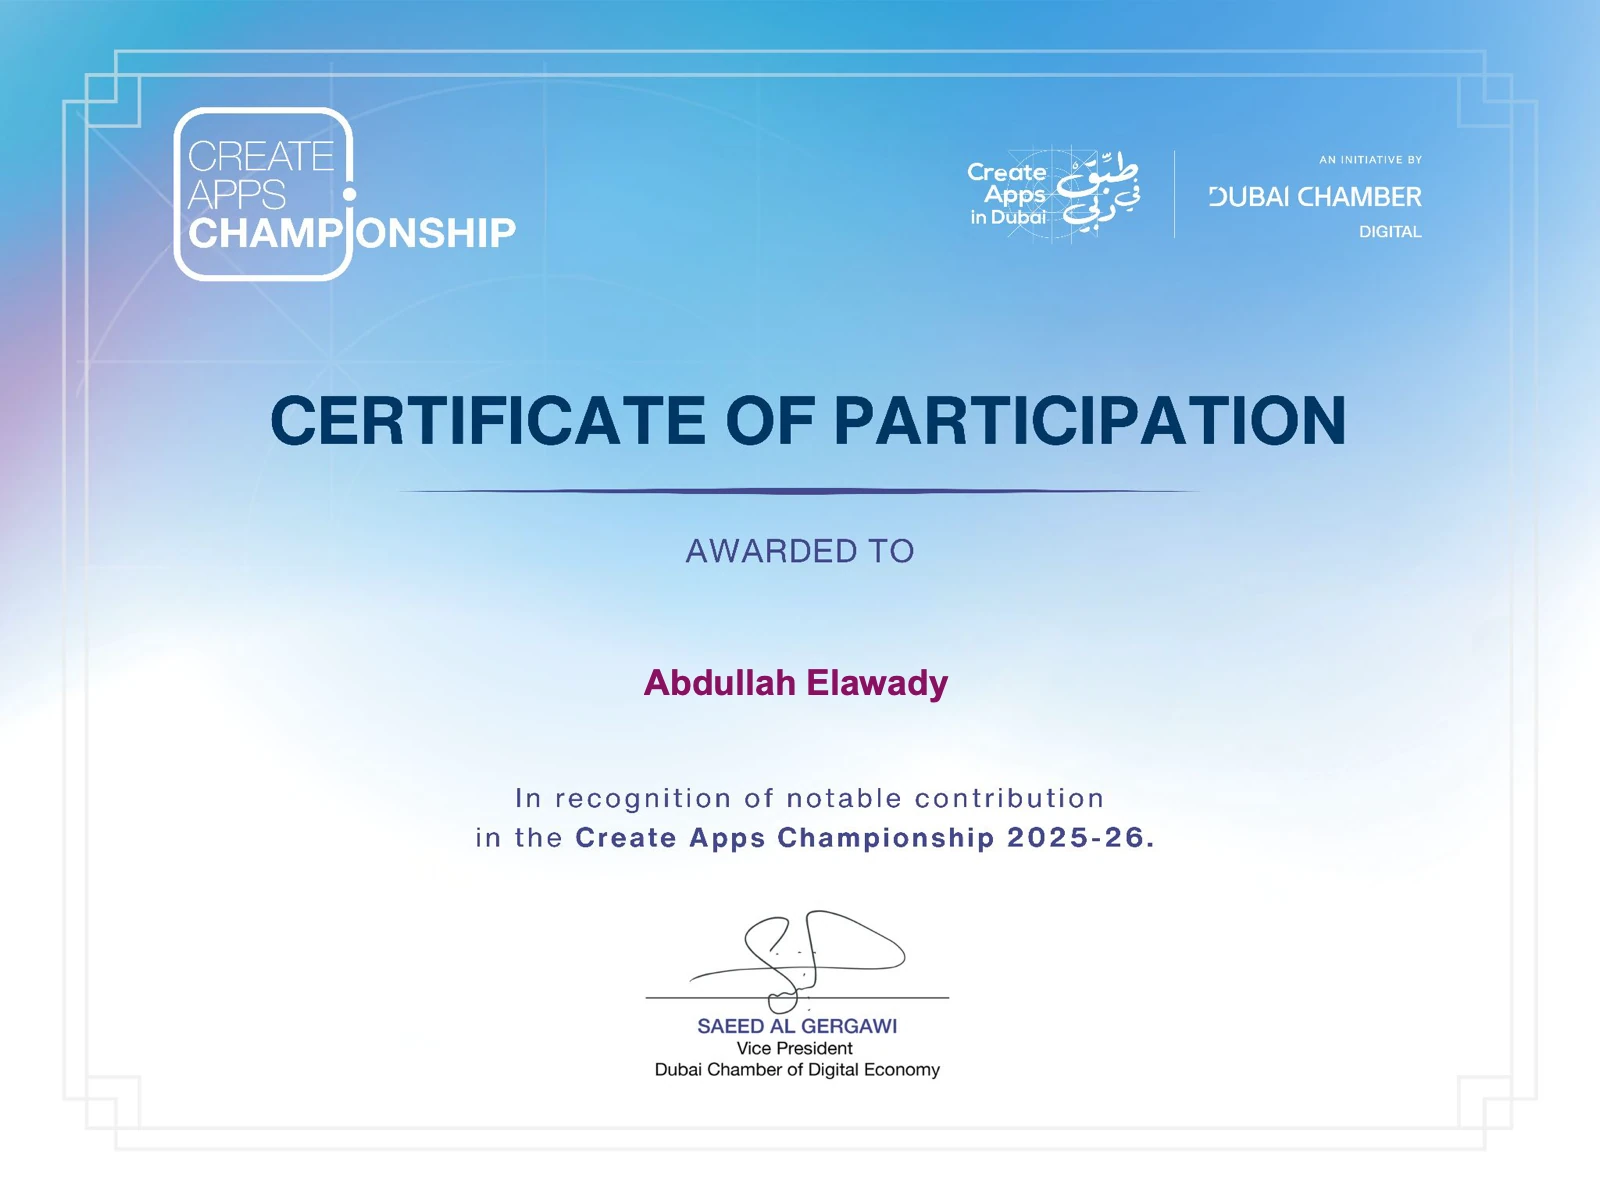 CREATE
APPS
CHAMPIONSHIP
Create
Apps
in Dubai
طبّق
في
دبي
AN INITIATIVE BY
DUBAI CHAMBER
DIGITAL
CERTIFICATE OF PARTICIPATION
AWARDED TO
Abdullah Elawady
In recognition of notable contribution
in the Create Apps Championship 2025-26.
SAEED AL GERGAWI
Vice President
Dubai Chamber of Digital Economy